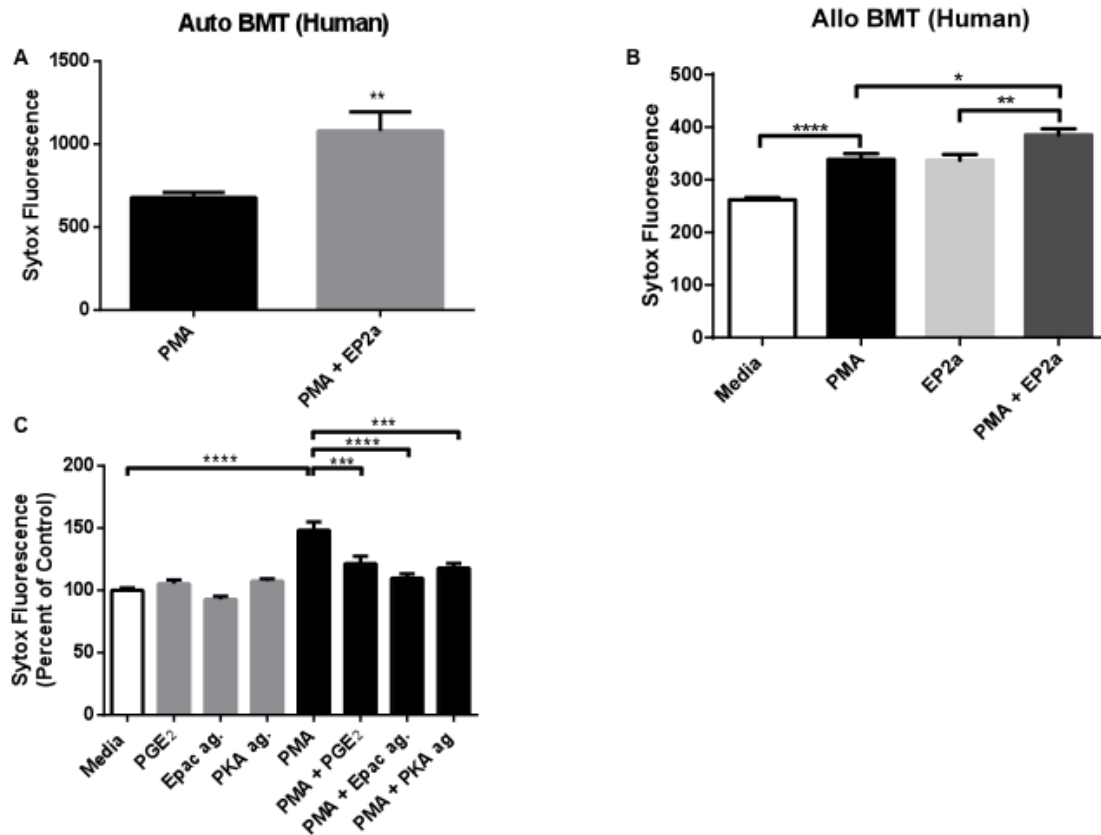 Auto BMT (Human)
A
Sytox Fluorescence
1500
1000
500
0
**
PMA
PMA + EP2a
Allo BMT (Human)
B
Sytox Fluorescence
500
400
300
200
100
0
*
**
****
Media
PMA
EP2a
PMA + EP2a
C
Sytox Fluorescence
(Percent of Control)
200
150
100
50
0
***
****
****
***
Media
PGE2
Epac ag.
PKA ag.
PMA
PMA + PGE2
PMA + Epac ag.
PMA + PKA ag